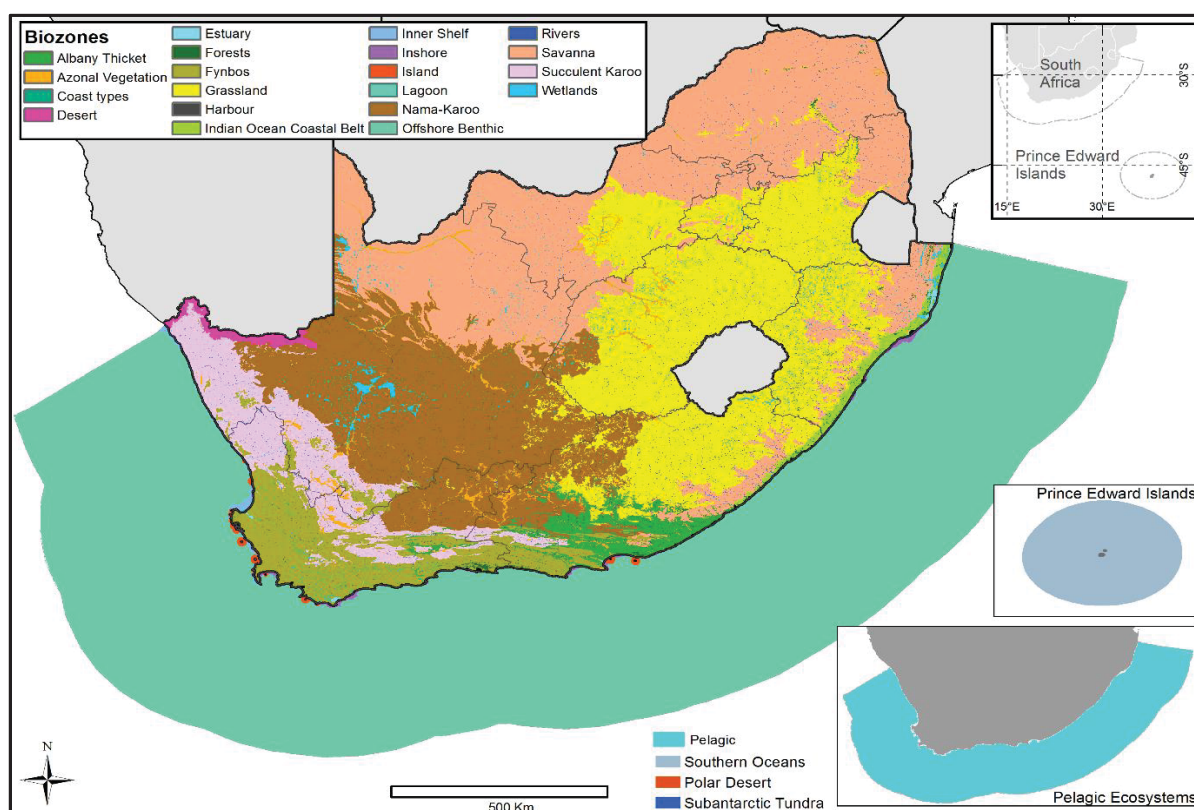 Biozones
Albany Thicket
Azonal Vegetation
Coast types
Desert
Estuary
Forests
Fynbos
Grassland
Harbour
Indian Ocean Coastal Belt
Inner Shelf
Inshore
Island
Lagoon
Nama-Karoo
Offshore Benthic
Rivers
Savanna
Succulent Karoo
Wetlands
South
Africa
30°S
Prince Edward
Islands
45°S
15°E
30°E
Prince Edward Islands
Pelagic
Southern Oceans
Polar Desert
Subantarctic Tundra
Pelagic Ecosystems
N
500 Km